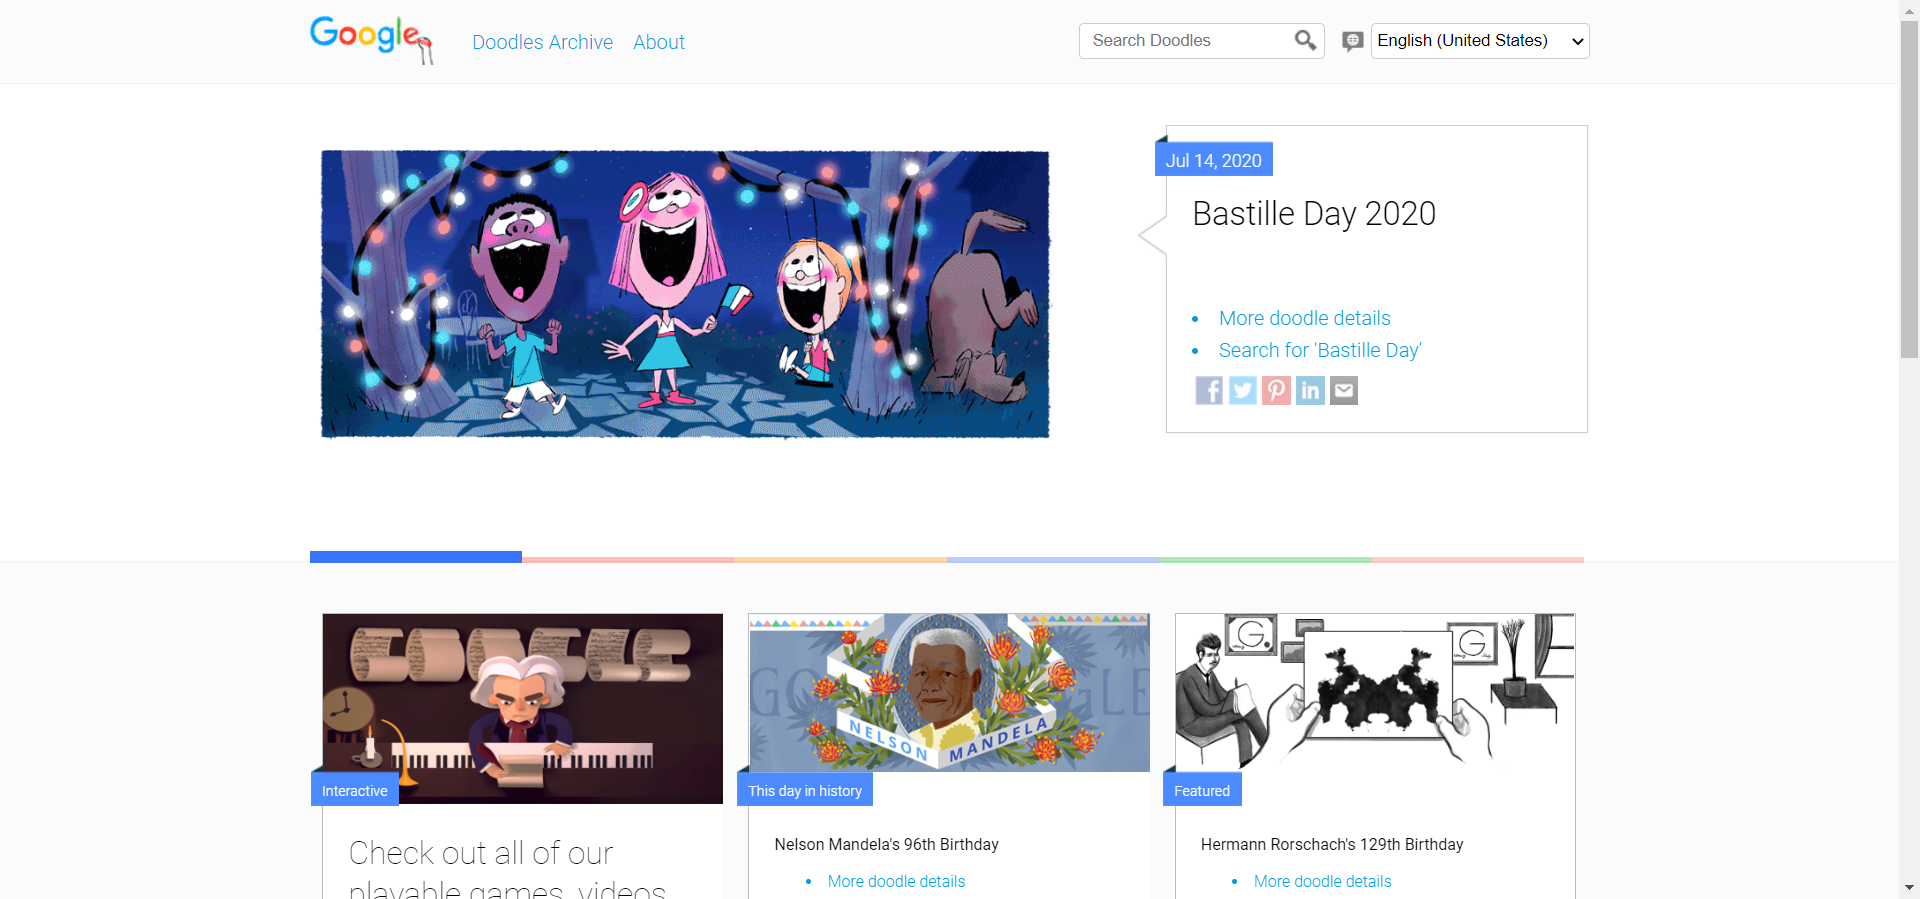 Google
Doodles Archive
About
Search Doodles
English (United States)
Jul 14, 2020
Bastille Day 2020
More doodle details
Search for 'Bastille Day'
GOOGLE
Interactive
Check out all of our
playable games, videos
GOOGLE
NELSON MANDELA
This day in history
Nelson Mandela's 96th Birthday
More doodle details
G
G
Featured
Hermann Rorschach's 129th Birthday
More doodle details